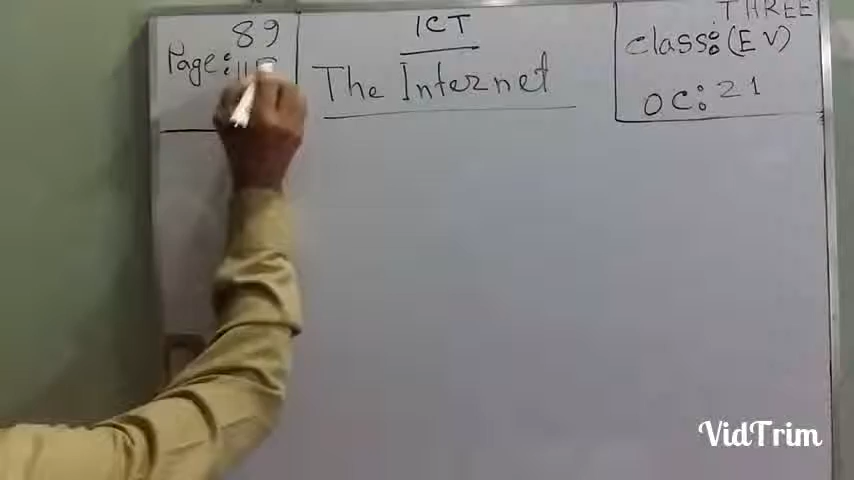 89
Page:
ICT
The Internet
THREE
class:(EV)
OC:21
VidTrim